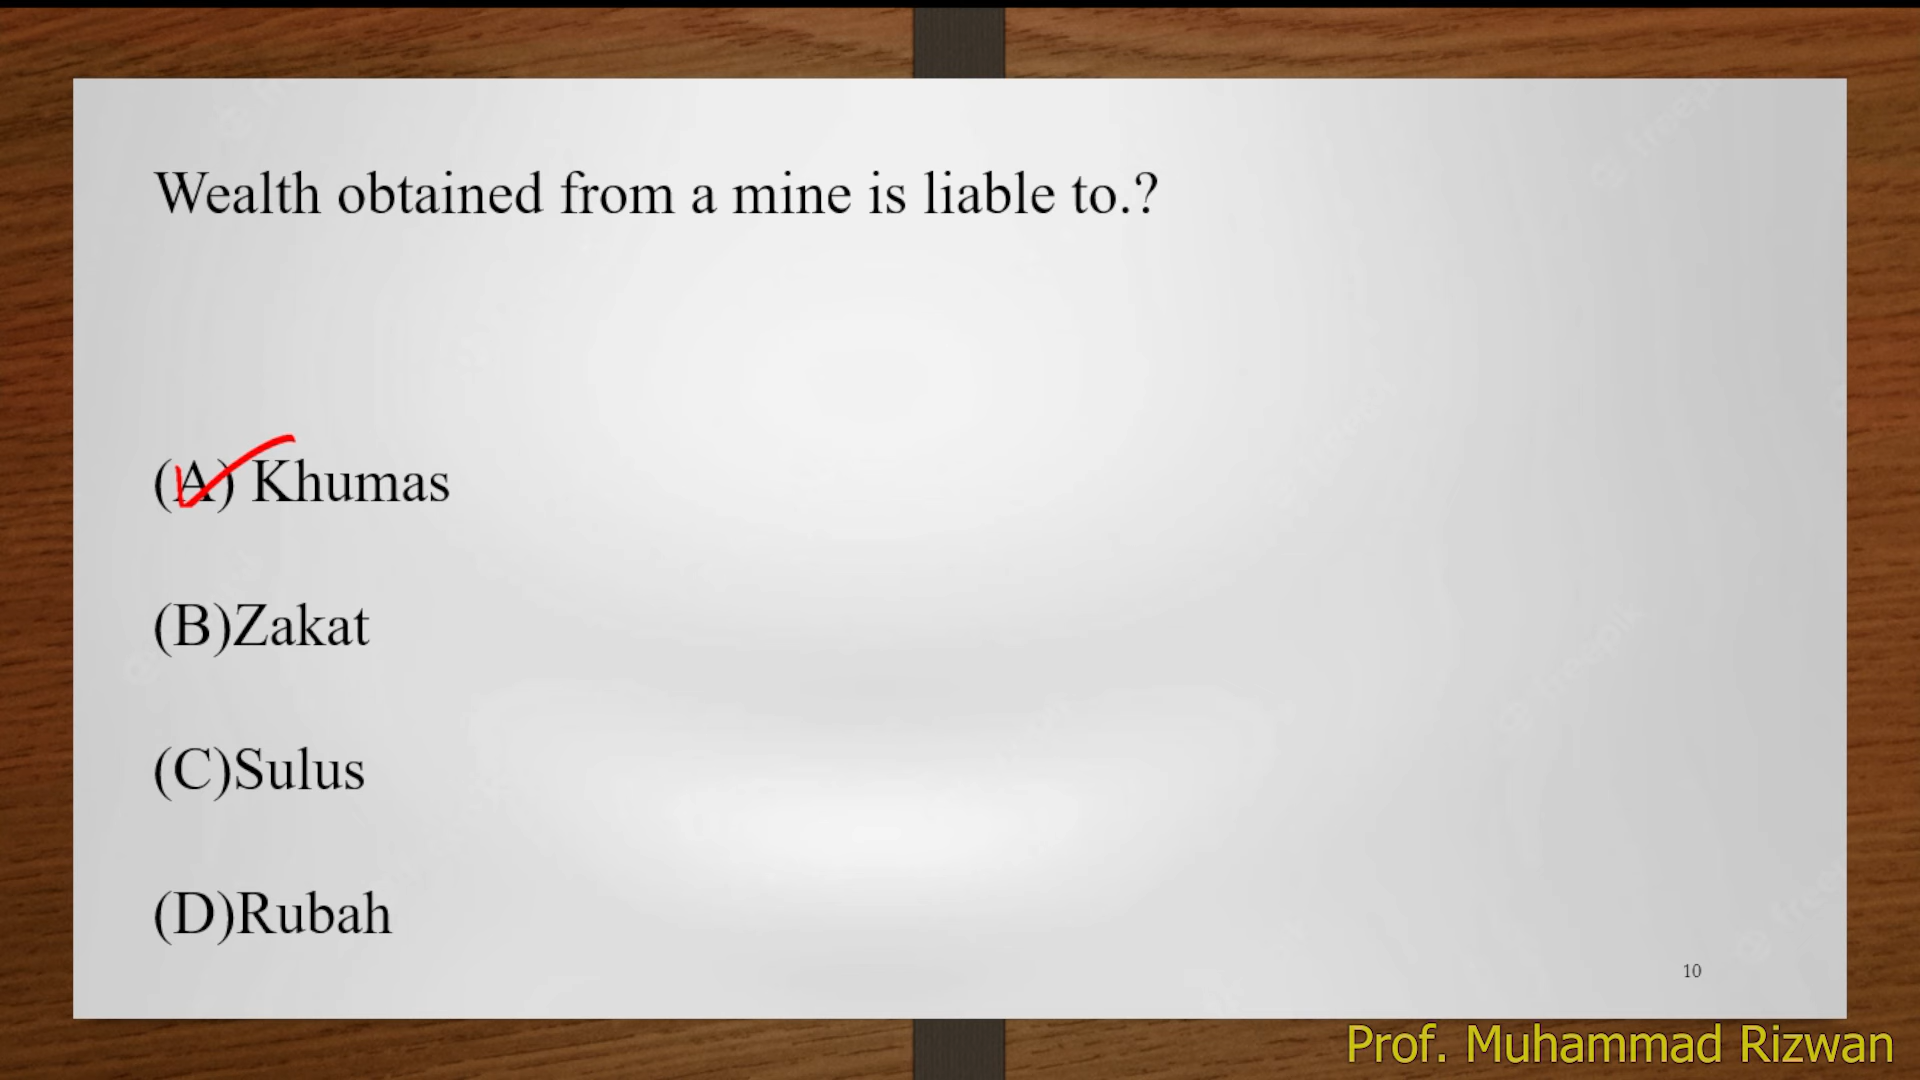 Wealth obtained from a mine is liable to.?
(A) Khumas
(B)Zakat
(C)Sulus
(D)Rubah
10
Prof. Muhammad Rizwan